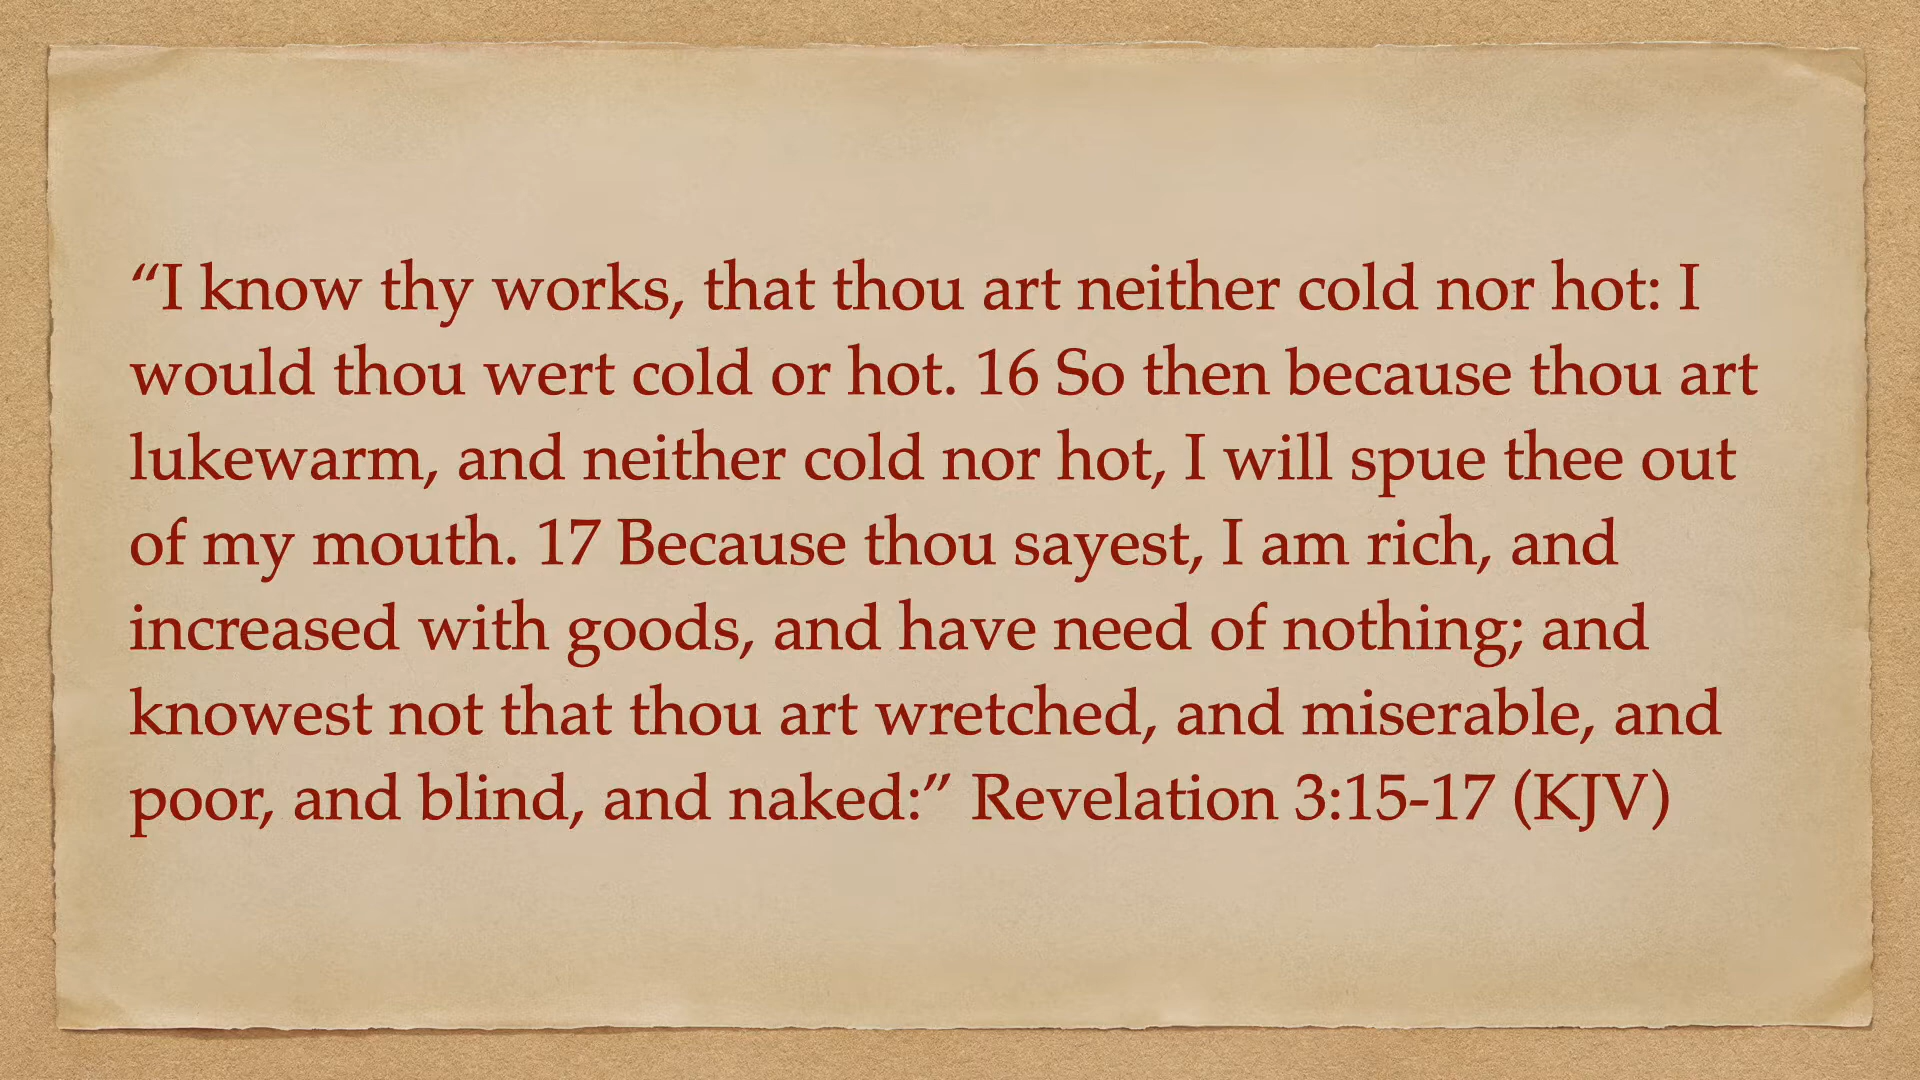 “I know thy works, that thou art neither cold nor hot: I
would thou wert cold or hot. 16 So then because thou art
lukewarm, and neither cold nor hot, I will spue thee out
of my mouth. 17 Because thou sayest, I am rich, and
increased with goods, and have need of nothing; and
knowest not that thou art wretched, and miserable, and
poor, and blind, and naked:” Revelation 3:15-17 (KJV)